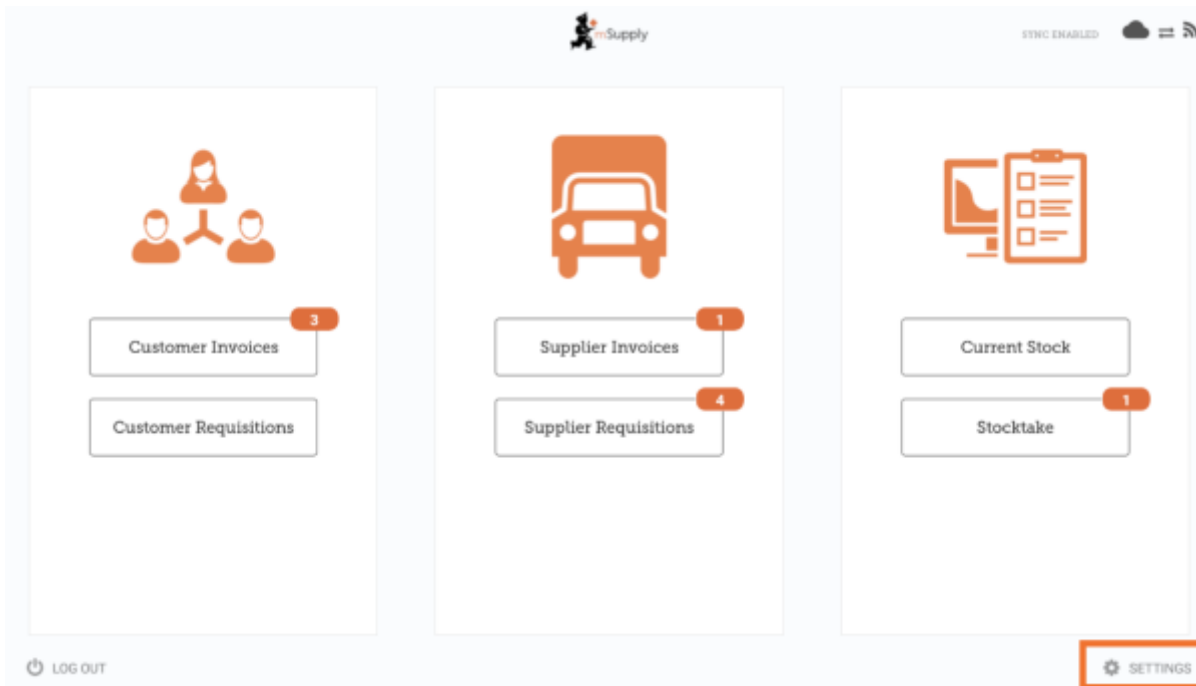 mSupply
SYNC ENABLED
3
Customer Invoices
Customer Requisitions
1
Supplier Invoices
4
Supplier Requisitions
Current Stock
1
Stocktake
LOG OUT
SETTINGS